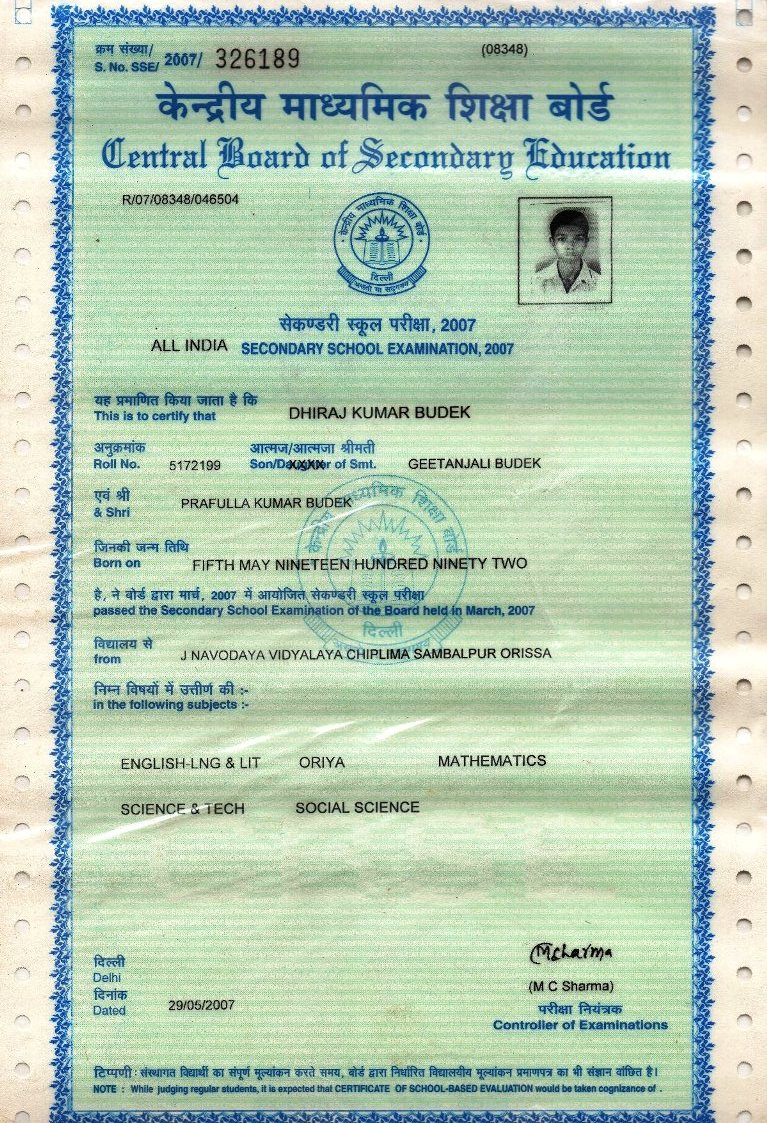 क्रम संख्या/
S. No. SSE/ 2007/ 326189 (08348)
केन्द्रीय माध्यमिक शिक्षा बोर्ड
Central Board of Secondary Education
R/07/08348/046504
केन्द्रीय माध्यमिक शिक्षा बोर्ड
दिल्ली
सेकण्डरी स्कूल परीक्षा, 2007
ALL INDIA SECONDARY SCHOOL EXAMINATION, 2007
यह प्रमाणित किया जाता है कि
This is to certify that DHIRAJ KUMAR BUDEK
अनुक्रमांक आत्मज/आत्मजा श्रीमती
Roll No. 5172199 Son/DaXXXXer of Smt. GEETANJALI BUDEK
एवं श्री
& Shri PRAFULLA KUMAR BUDEK
केन्द्रीय माध्यमिक शिक्षा बोर्ड
जिनकी जन्म तिथि
Born on FIFTH MAY NINETEEN HUNDRED NINETY TWO
है, ने बोर्ड द्वारा मार्च, 2007 में आयोजित सेकण्डरी स्कूल परीक्षा
passed the Secondary School Examination of the Board held in March, 2007
दिल्ली
विद्यालय से
from J NAVODAYA VIDYALAYA CHIPLIMA SAMBALPUR ORISSA
निम्न विषयों में उत्तीर्ण की :-
in the following subjects :-
ENGLISH-LNG & LIT ORIYA MATHEMATICS
SCIENCE & TECH SOCIAL SCIENCE
दिल्ली
Delhi
दिनांक
Dated 29/05/2007
MCharma
(M C Sharma)
परीक्षा नियंत्रक
Controller of Examinations
टिप्पणी : संस्थागत विद्यार्थी का संपूर्ण मूल्यांकन करते समय, बोर्ड द्वारा निर्धारित विद्यालयीय मूल्यांकन प्रमाणपत्र का भी संज्ञान वांछित है।
NOTE : While judging regular students, it is expected that CERTIFICATE OF SCHOOL-BASED EVALUATION would be taken cognizance of .